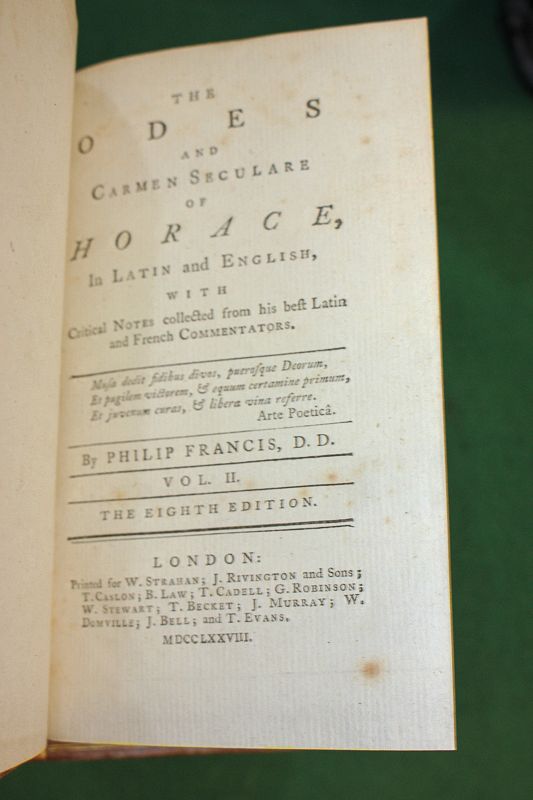 THE
ODES
AND
CARMEN SECULARE
OF
HORACE,
In LATIN and ENGLISH,
WITH
Critical NOTES collected from his beſt Latin
and French COMMENTATORS.
Muſa dedit fidibus divos, pueroſque Deorum,
Et pugilem victorem, & equum certamine primum,
Et juvenum curas, & libera vina referre.
Arte Poeticâ.
By PHILIP FRANCIS, D. D.
VOL. II.
THE EIGHTH EDITION.
LONDON:
Printed for W. STRAHAN; J. RIVINGTON and Sons;
T. CASLON; B. LAW; T. CADELL; G. ROBINSON;
W. STEWART; T. BECKET; J. MURRAY; W.
DOMVILLE; J. BELL; and T. EVANS.
MDCCLXXVIII.